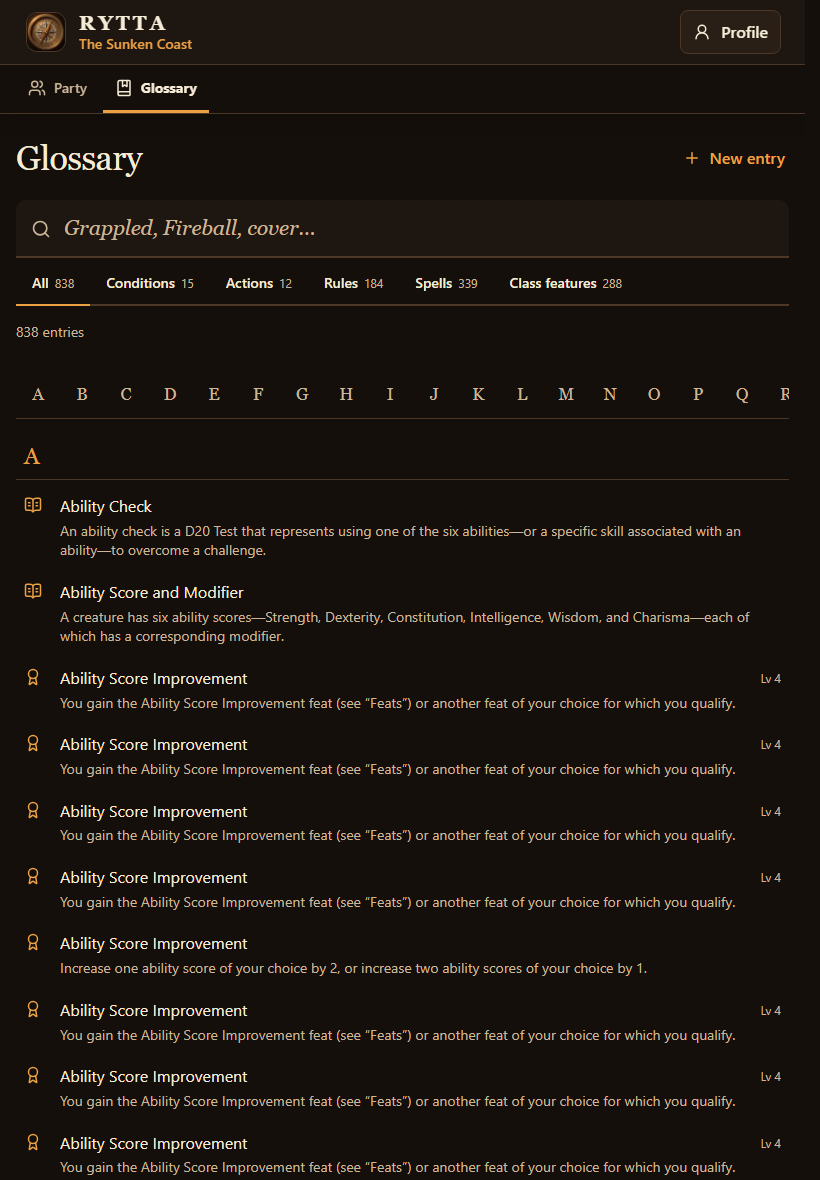 RYTTA
The Sunken Coast
Profile
Party
Glossary
Glossary
+ New entry
Grappled, Fireball, cover...
All 838 Conditions 15 Actions 12 Rules 184 Spells 339 Class features 288
838 entries
A B C D E F G H I J K L M N O P Q R
A
Ability Check
An ability check is a D20 Test that represents using one of the six abilities—or a specific skill associated with an
ability—to overcome a challenge.
Ability Score and Modifier
A creature has six ability scores—Strength, Dexterity, Constitution, Intelligence, Wisdom, and Charisma—each of
which has a corresponding modifier.
Ability Score Improvement Lv 4
You gain the Ability Score Improvement feat (see “Feats”) or another feat of your choice for which you qualify.
Ability Score Improvement Lv 4
You gain the Ability Score Improvement feat (see “Feats”) or another feat of your choice for which you qualify.
Ability Score Improvement Lv 4
You gain the Ability Score Improvement feat (see “Feats”) or another feat of your choice for which you qualify.
Ability Score Improvement Lv 4
You gain the Ability Score Improvement feat (see “Feats”) or another feat of your choice for which you qualify.
Ability Score Improvement
Increase one ability score of your choice by 2, or increase two ability scores of your choice by 1.
Ability Score Improvement Lv 4
You gain the Ability Score Improvement feat (see “Feats”) or another feat of your choice for which you qualify.
Ability Score Improvement Lv 4
You gain the Ability Score Improvement feat (see “Feats”) or another feat of your choice for which you qualify.
Ability Score Improvement Lv 4
You gain the Ability Score Improvement feat (see “Feats”) or another feat of your choice for which you qualify.